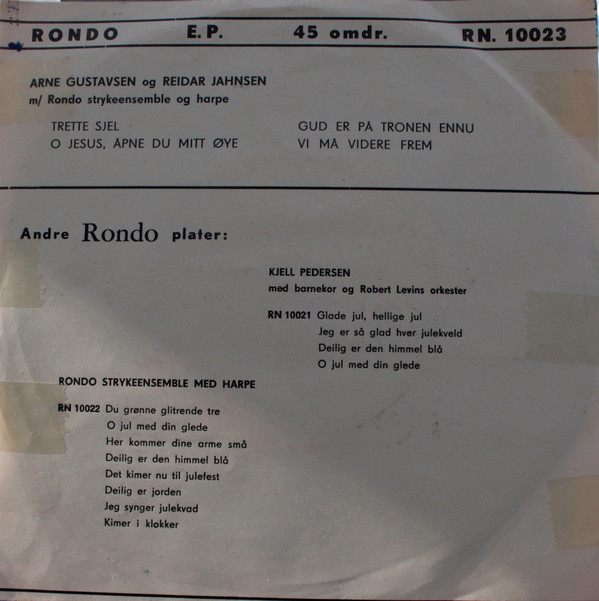 RONDO E.P. 45 omdr. RN. 10023
ARNE GUSTAVSEN og REIDAR JAHNSEN
m/ Rondo strykeensemble og harpe
TRETTE SJEL
O JESUS, ÅPNE DU MITT ØYE
GUD ER PÅ TRONEN ENNU
VI MÅ VIDERE FREM
Andre Rondo plater:
KJELL PEDERSEN
med barnekor og Robert Levins orkester
RN 10021 Glade jul, hellige jul
Jeg er så glad hver julekveld
Deilig er den himmel blå
O jul med din glede
RONDO STRYKEENSEMBLE MED HARPE
RN 10022 Du grønne glitrende tre
O jul med din glede
Her kommer dine arme små
Deilig er den himmel blå
Det kimer nu til julefest
Deilig er jorden
Jeg synger julekvad
Kimer i klokker